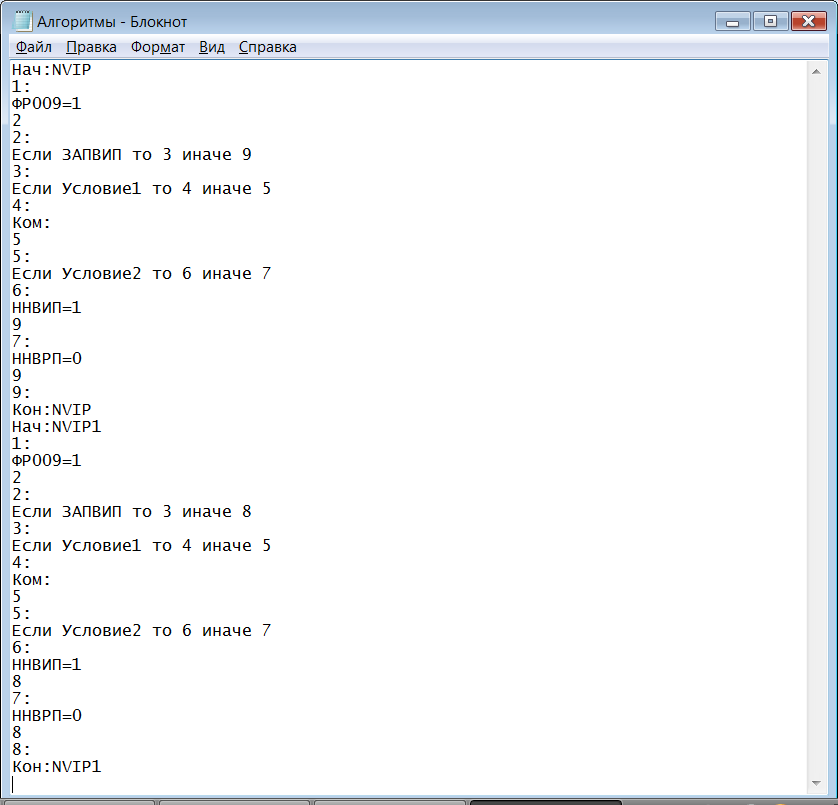 Алгоритмы - Блокнот
Файл Правка Формат Вид Справка
Нач:NVIP
1:
ФР009=1
2
2:
Если ЗАПВИП то 3 иначе 9
3:
Если Условие1 то 4 иначе 5
4:
Ком:
5
5:
Если Условие2 то 6 иначе 7
6:
ННВИП=1
9
7:
ННВРП=0
9
9:
Кон:NVIP
Нач:NVIP1
1:
ФР009=1
2
2:
Если ЗАПВИП то 3 иначе 8
3:
Если Условие1 то 4 иначе 5
4:
Ком:
5
5:
Если Условие2 то 6 иначе 7
6:
ННВИП=1
8
7:
ННВРП=0
8
8:
Кон:NVIP1